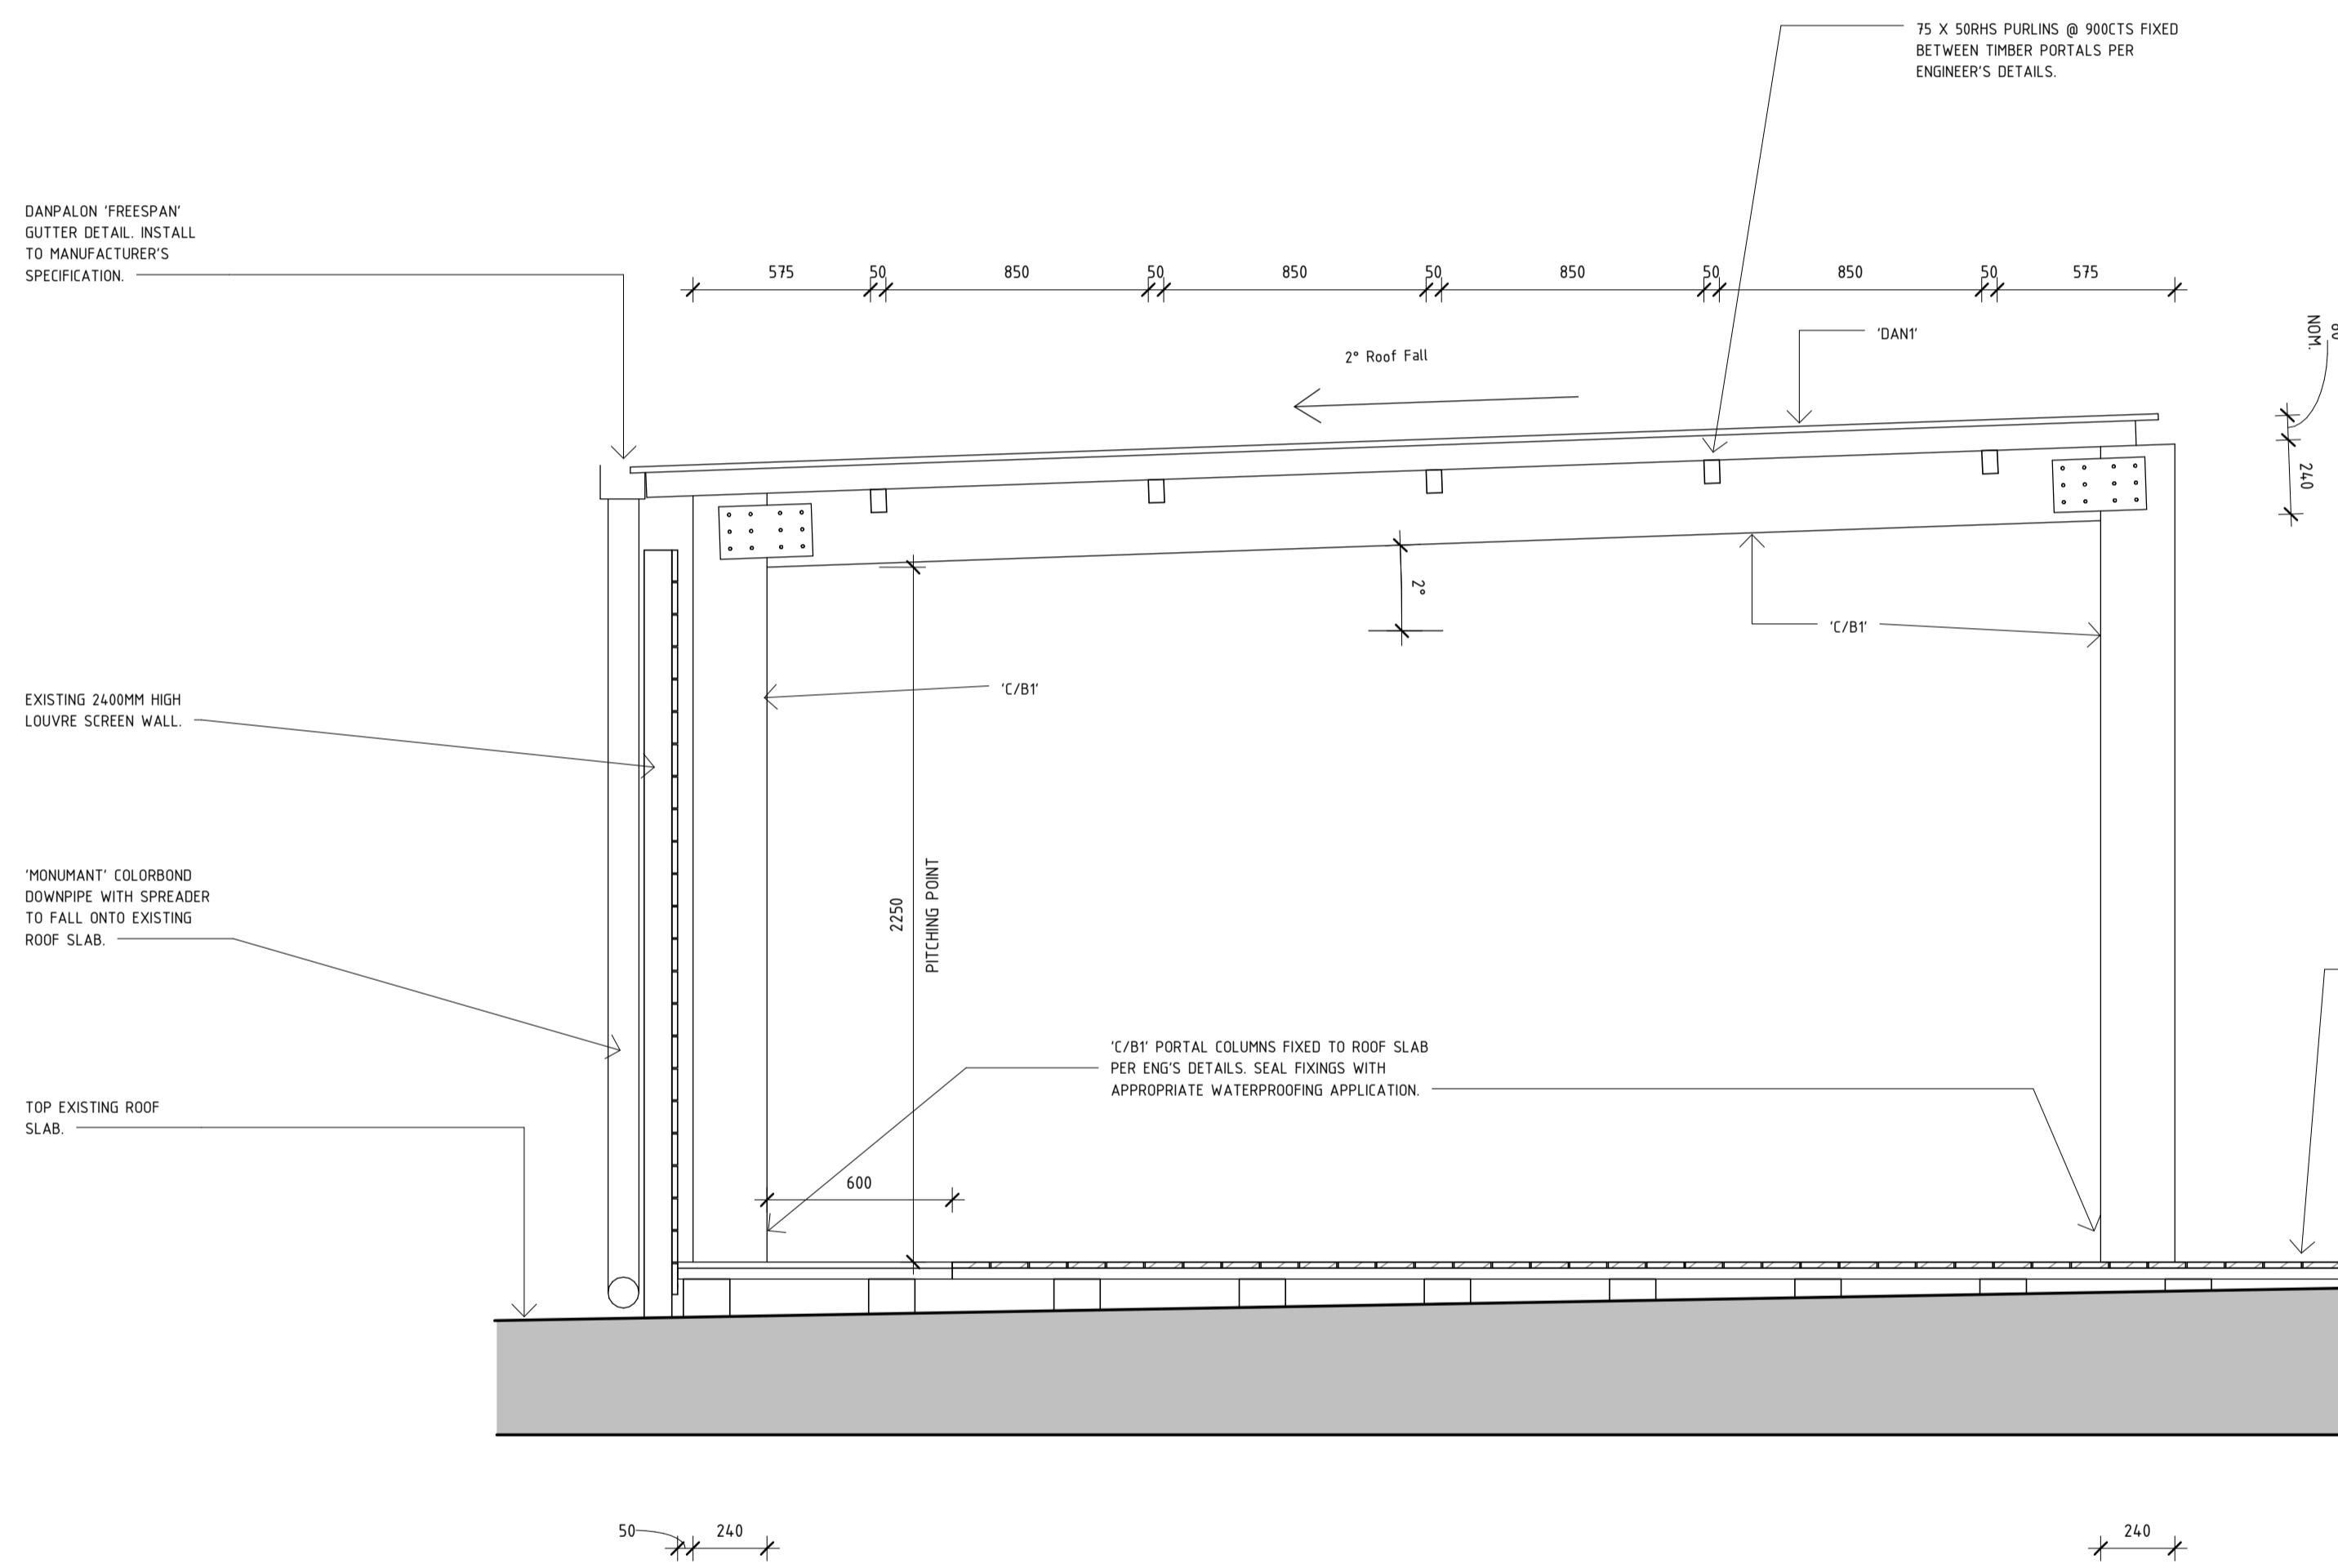 75 X 50RHS PURLINS @ 900CTS FIXED
BETWEEN TIMBER PORTALS PER
ENGINEER'S DETAILS.
DANPALON 'FREESPAN'
GUTTER DETAIL. INSTALL
TO MANUFACTURER'S
SPECIFICATION.
575 50 850 50 850 50 850 50 850 50 575
'DAN1'
NOM.
2° Roof Fall
240
2°
'C/B1'
'C/B1'
EXISTING 2400MM HIGH
LOUVRE SCREEN WALL.
2250
PITCHING POINT
'MONUMANT' COLORBOND
DOWNPIPE WITH SPREADER
TO FALL ONTO EXISTING
ROOF SLAB.
'C/B1' PORTAL COLUMNS FIXED TO ROOF SLAB
PER ENG'S DETAILS. SEAL FIXINGS WITH
APPROPRIATE WATERPROOFING APPLICATION.
TOP EXISTING ROOF
SLAB.
600
50 240 240